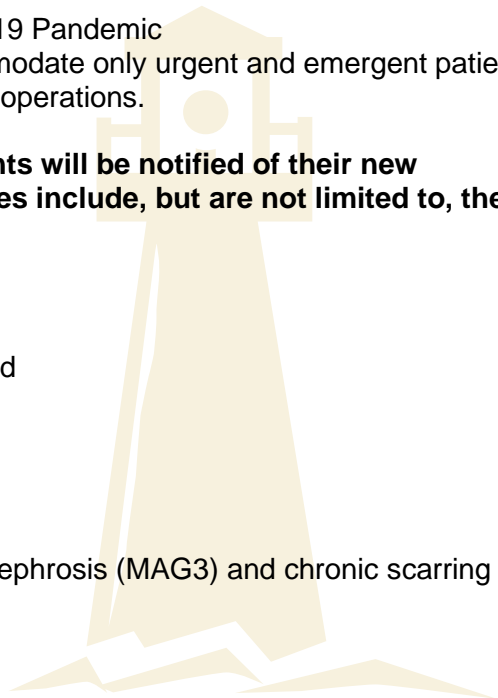 19 Pandemic
modate only urgent and emergent patie
operations.
nts will be notified of their new
es include, but are not limited to, the
d
ephrosis (MAG3) and chronic scarring